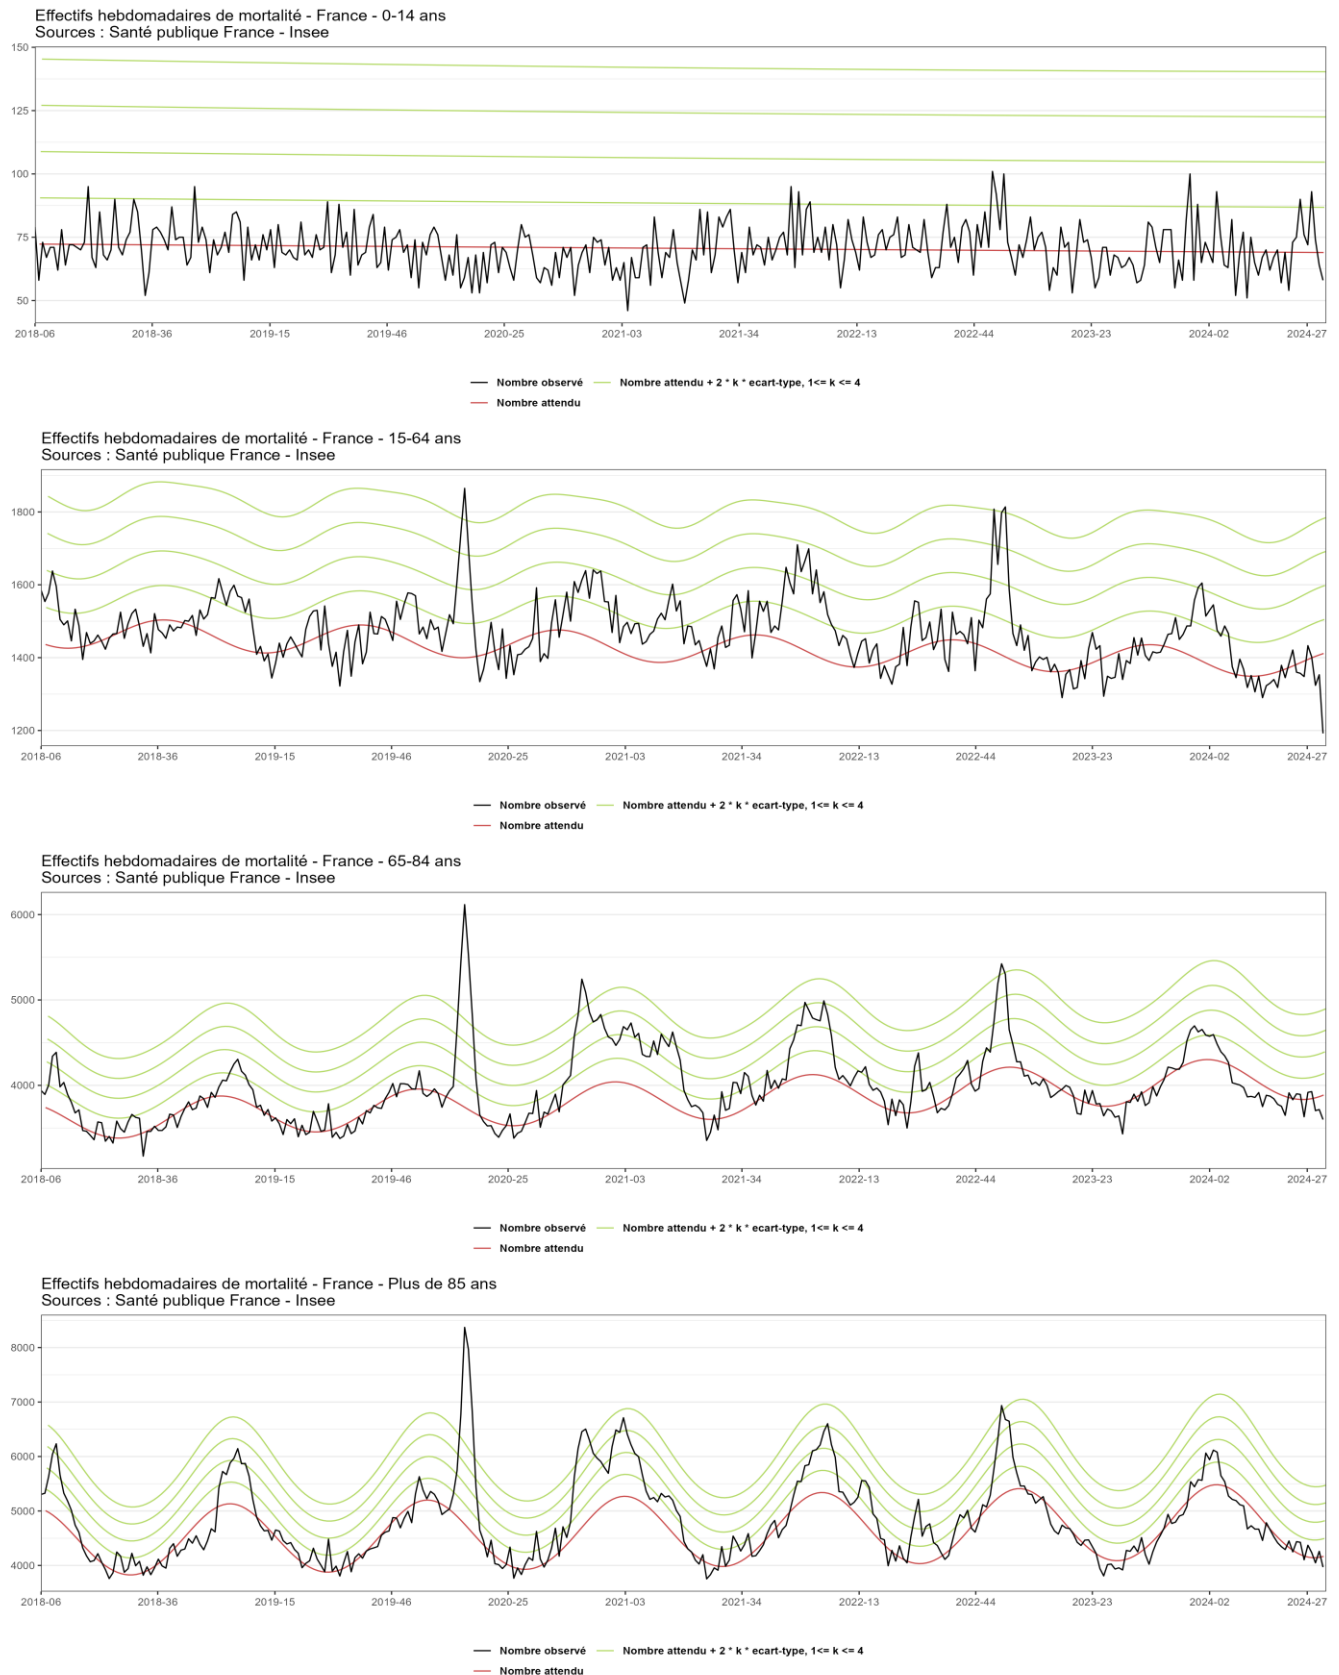 Effectifs hebdomadaires de mortalité - France - 0-14 ans
Sources : Santé publique France - Insee
150
125
100
75
50
2018-06 2018-36 2019-15 2019-46 2020-25 2021-03 2021-34 2022-13 2022-44 2023-23 2024-02 2024-27
Nombre observé Nombre attendu + 2 * k * ecart-type, 1<= k <= 4
Nombre attendu
Effectifs hebdomadaires de mortalité - France - 15-64 ans
Sources : Santé publique France - Insee
1800
1600
1400
1200
2018-06 2018-36 2019-15 2019-46 2020-25 2021-03 2021-34 2022-13 2022-44 2023-23 2024-02 2024-27
Nombre observé Nombre attendu + 2 * k * ecart-type, 1<= k <= 4
Nombre attendu
Effectifs hebdomadaires de mortalité - France - 65-84 ans
Sources : Santé publique France - Insee
6000
5000
4000
2018-06 2018-36 2019-15 2019-46 2020-25 2021-03 2021-34 2022-13 2022-44 2023-23 2024-02 2024-27
Nombre observé Nombre attendu + 2 * k * ecart-type, 1<= k <= 4
Nombre attendu
Effectifs hebdomadaires de mortalité - France - Plus de 85 ans
Sources : Santé publique France - Insee
8000
7000
6000
5000
4000
2018-06 2018-36 2019-15 2019-46 2020-25 2021-03 2021-34 2022-13 2022-44 2023-23 2024-02 2024-27
Nombre observé Nombre attendu + 2 * k * ecart-type, 1<= k <= 4
Nombre attendu